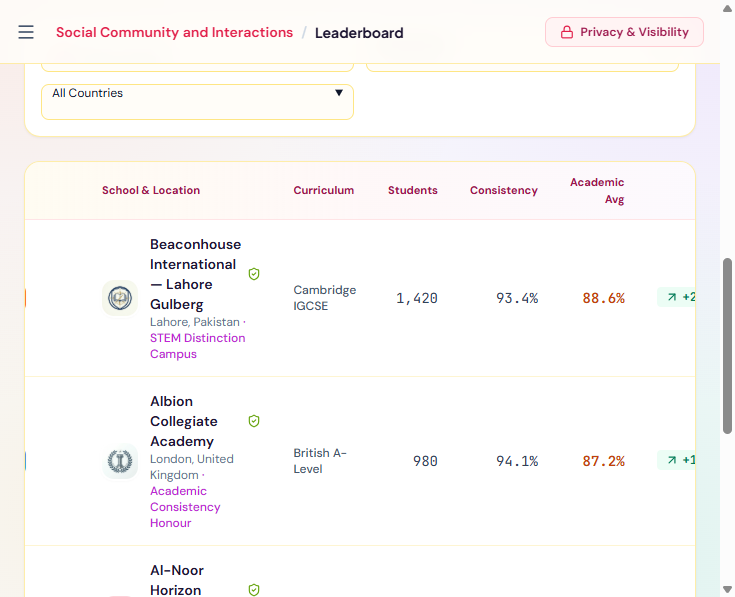 Social Community and Interactions / Leaderboard
Privacy & Visibility
All Countries
School & Location
Curriculum
Students
Consistency
Academic
Avg
Beaconhouse
International
— Lahore
Gulberg
Lahore, Pakistan ·
STEM Distinction
Campus
Cambridge
IGCSE
1,420
93.4%
88.6%
+2
Albion
Collegiate
Academy
London, United
Kingdom ·
Academic
Consistency
Honour
British A-
Level
980
94.1%
87.2%
+1
Al-Noor
Horizon